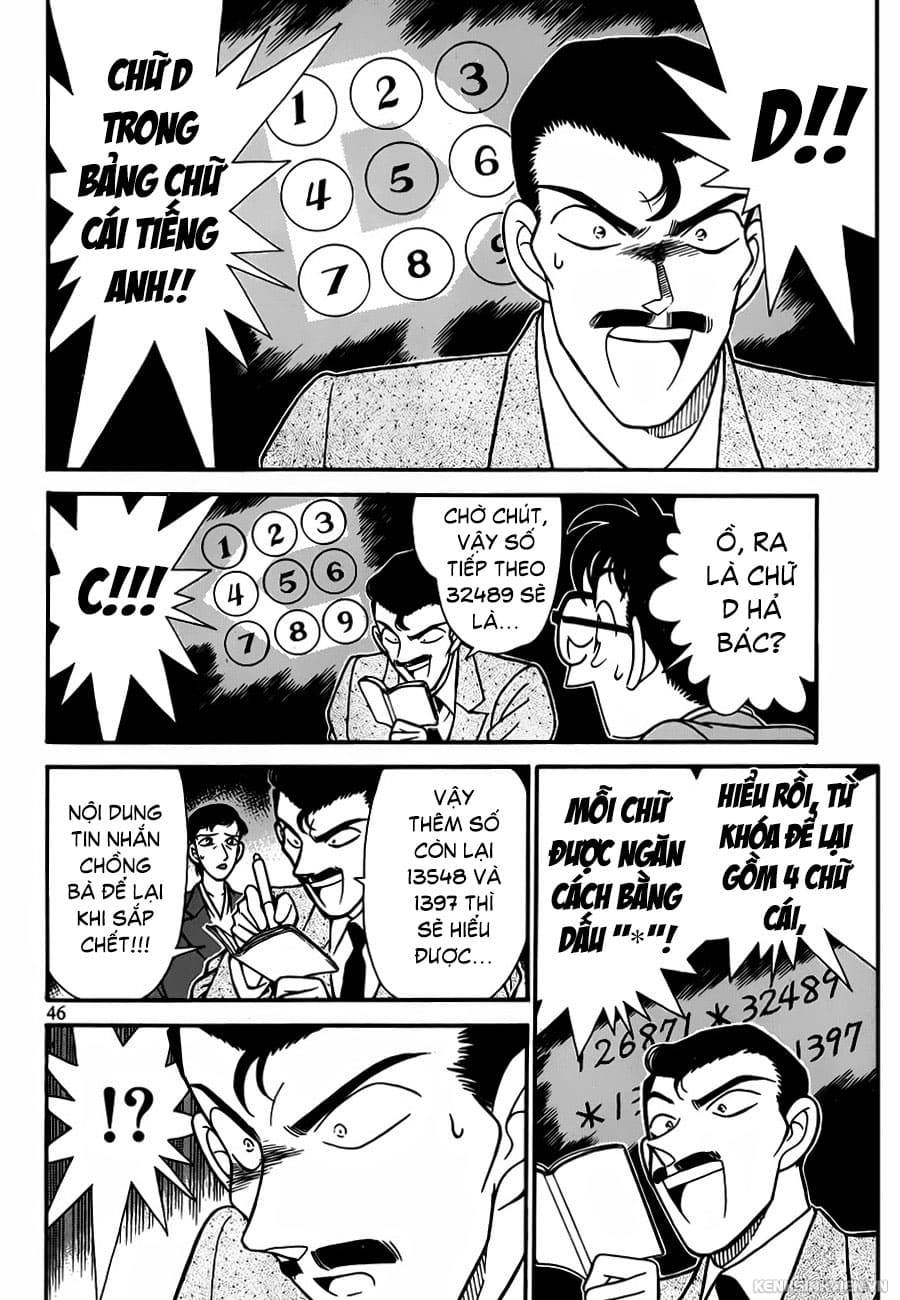 D!!
CHỮ D
TRONG
BẢNG CHỮ
CÁI TIẾNG
ANH!!
1 2 3
4 5 6
7 8 9
Ồ, RA
LÀ CHỮ
D HẢ
BÁC?
CHỜ CHÚT,
VẬY SỐ
TIẾP THEO
32489 SẼ
LÀ...
1 2 3
4 5 6
7 8 9
C!!!
HIỂU RỒI, TỪ
KHÓA ĐỂ LẠI
GỒM 4 CHỮ
CÁI,
MỖI CHỮ
ĐƯỢC NGĂN
CÁCH BẰNG
DẤU "*"!
126871*32489
*13
1397
VẬY
THÊM SỐ
CÒN LẠI
13548 VÀ
1397 THÌ
SẼ HIỂU
ĐƯỢC...
NỘI DUNG
TIN NHẮN
CHỒNG
BÀ ĐỂ LẠI
KHI SẮP
CHẾT!!!
46
!?